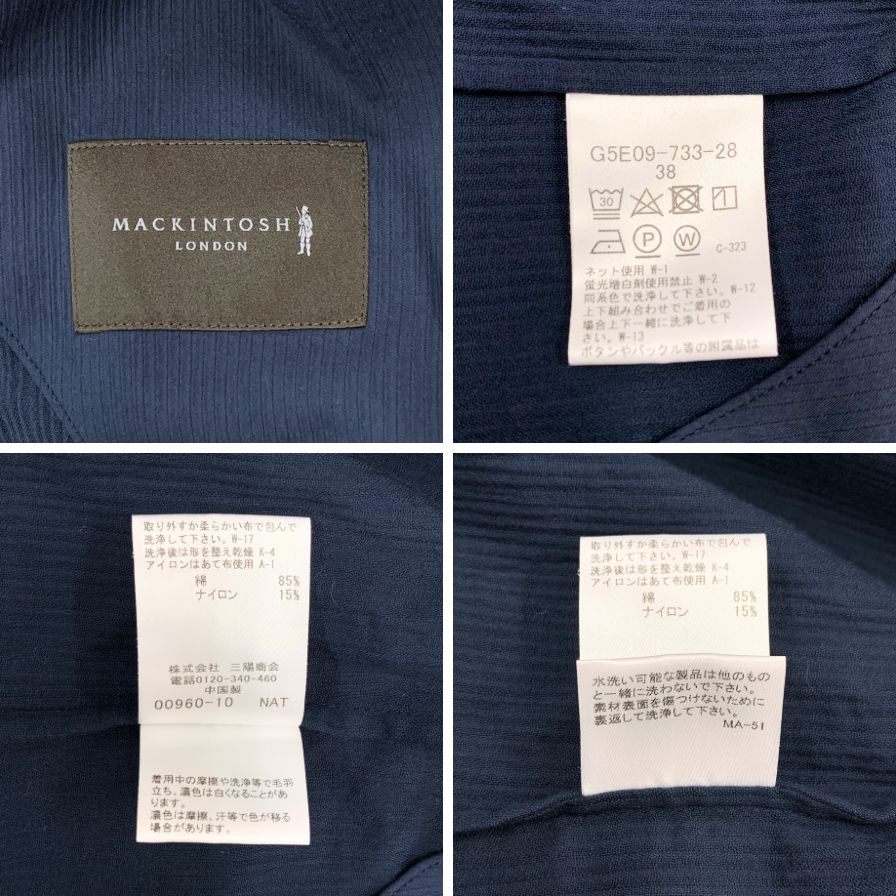 MACKINTOSH
LONDON
G5E09-733-28
38
30
P
W
C-323
ネット使用 W-1
蛍光増白剤使用禁止 W-2
同系色で洗浄して下さい。W-12
上下組み合わせでご着用の
場合上下一緒に洗浄して下
さい。W-13
ボタンやバックル等の附属品は
取り外すか柔らかい布で包んで
洗浄して下さい。W-17
洗浄後は形を整え乾燥 K-4
アイロンはあて布使用 A-1
綿 85%
ナイロン 15%
株式会社 三陽商会
電話0120-340-460
中国製
00960-10 NAT
着用中の摩擦や洗浄等で毛羽
立ち、濃色は白くなることがあ
ります。
濃色は摩擦、汗等で色が移る
場合があります。
取り外すか柔らかい布で包んで
洗浄して下さい。W-17
洗浄後は形を整え乾燥 K-4
アイロンはあて布使用 A-1
綿 85%
ナイロン 15%
水洗い可能な製品は他のもの
と一緒に洗わないで下さい。
素材表面を傷つけないために
裏返して洗浄して下さい。
MA-51